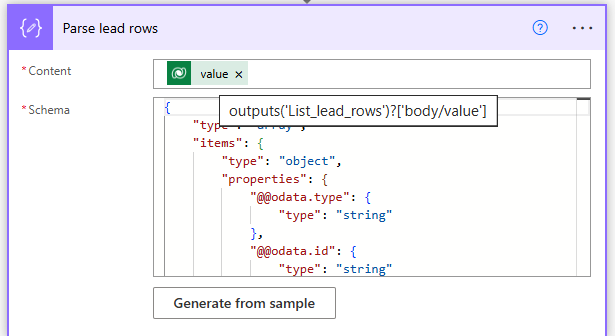 Parse lead rows
* Content
value ×
* Schema
{
outputs('List_lead_rows')?['body/value']
"type": "array",
"items": {
"type": "object",
"properties": {
"@@odata.type": {
"type": "string"
},
"@@odata.id": {
"type": "string"
Generate from sample